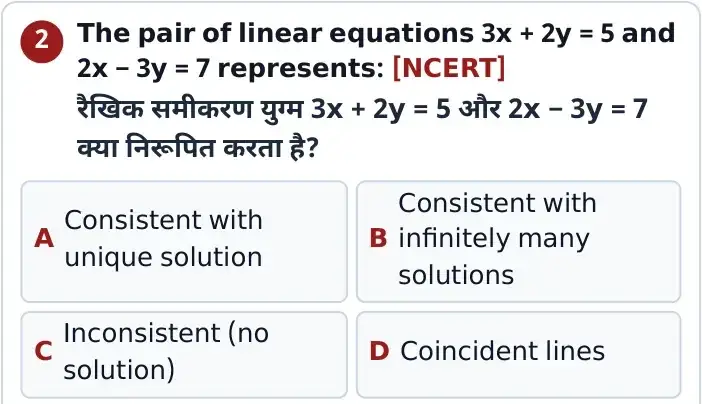 2 The pair of linear equations 3x + 2y = 5 and
2x − 3y = 7 represents: [NCERT]
रैखिक समीकरण युग्म 3x + 2y = 5 और 2x − 3y = 7
क्या निरूपित करता है?
A Consistent with
unique solution
B Consistent with
infinitely many
solutions
C Inconsistent (no
solution)
D Coincident lines